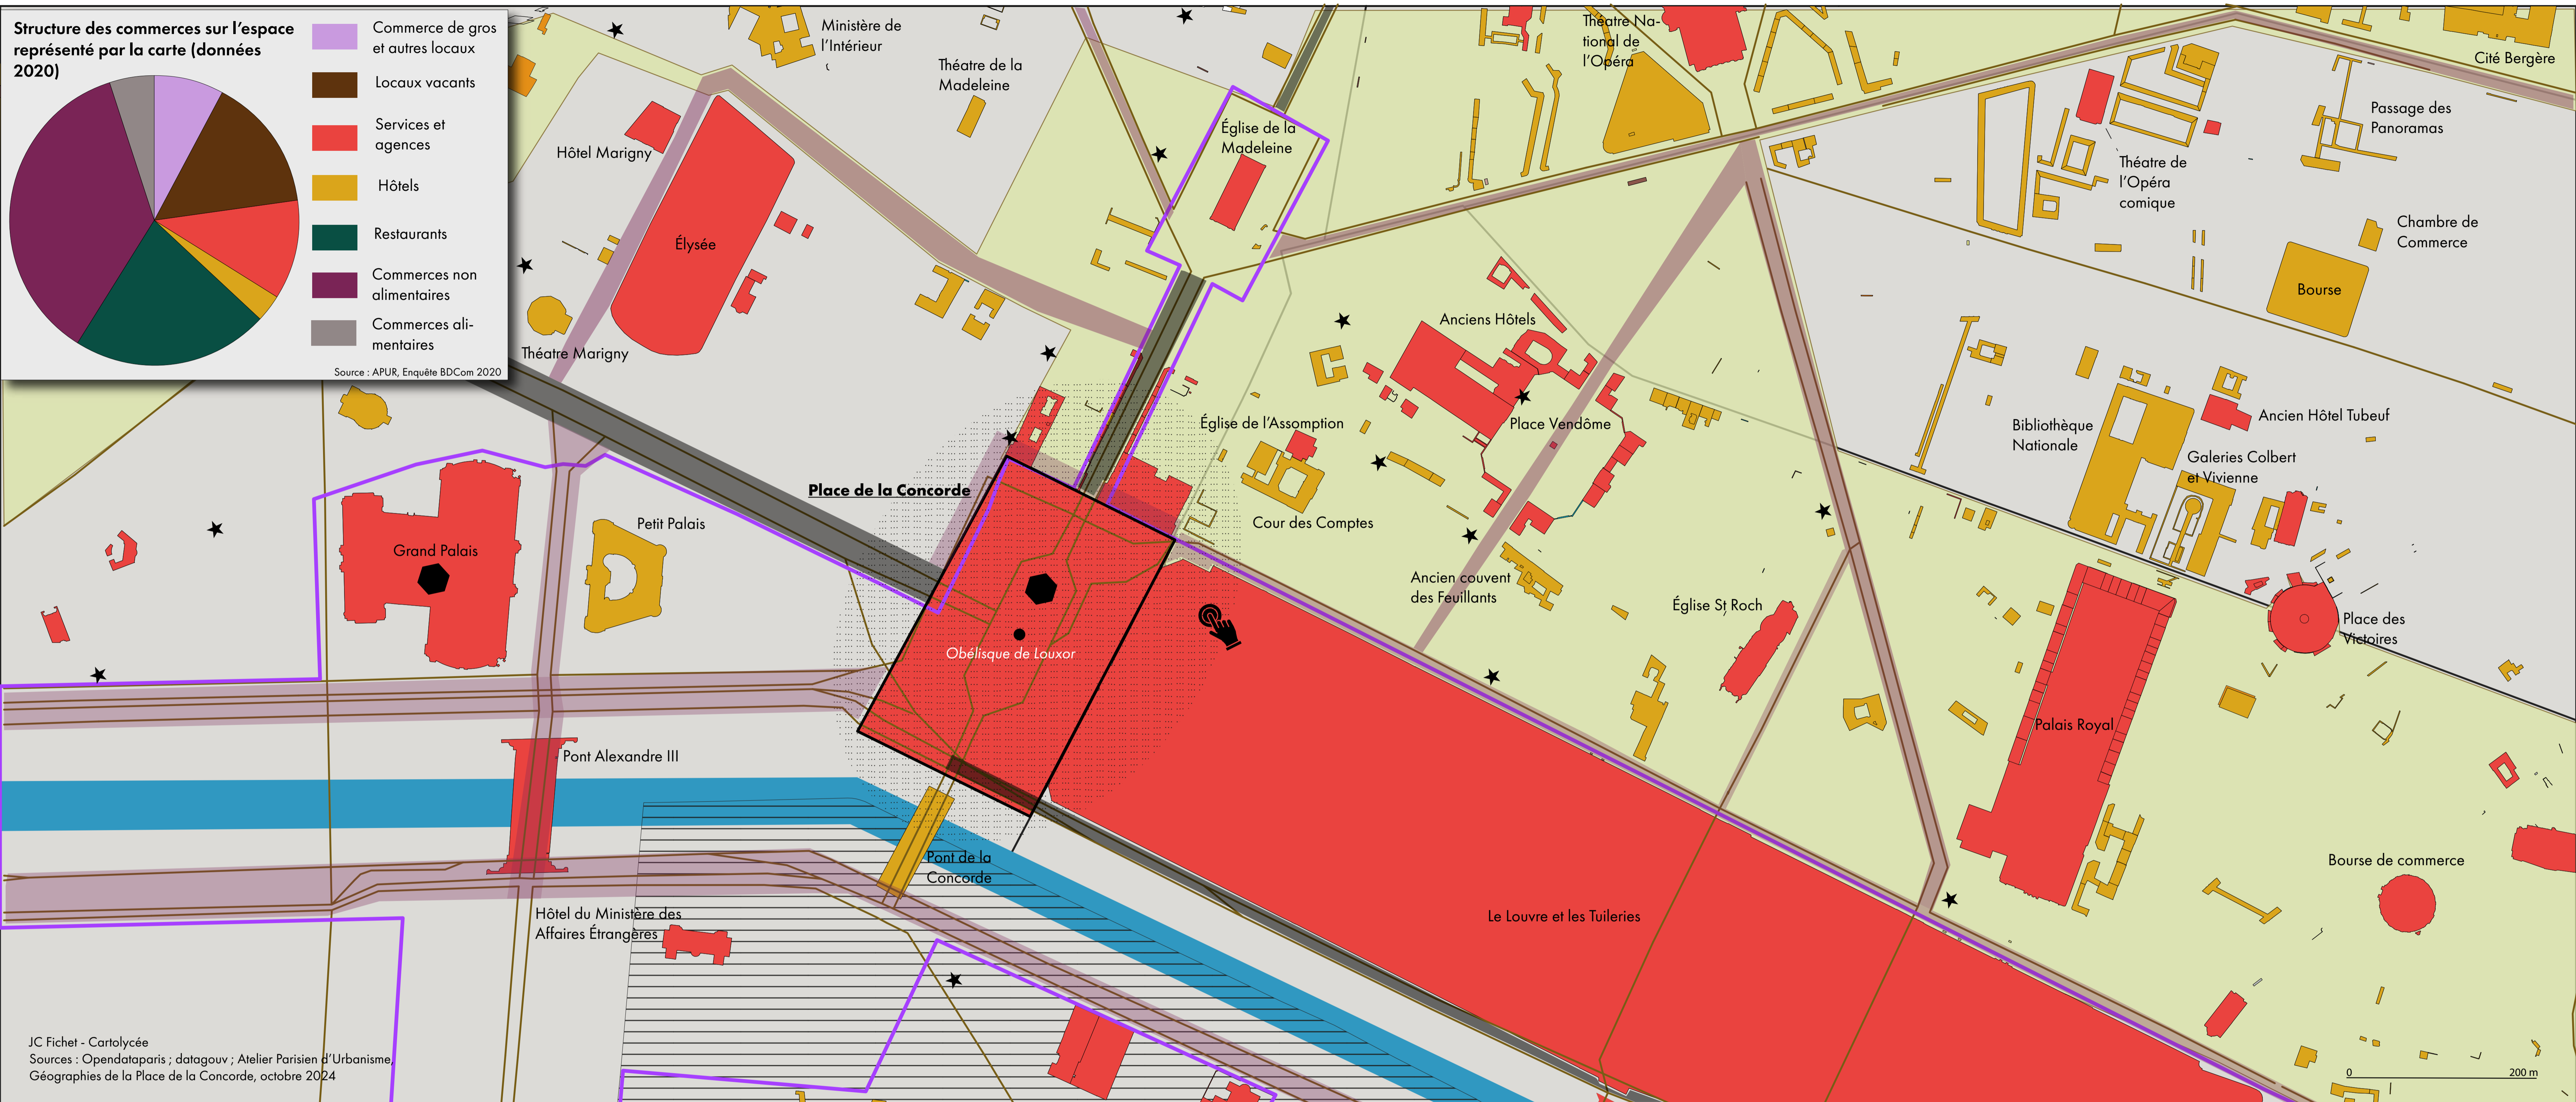 Structure des commerces sur l'espace
représenté par la carte (données
2020)
Commerce de gros
et autres locaux
Locaux vacants
Services et
agences
Hôtels
Restaurants
Commerces non
alimentaires
Commerces ali-
mentaires
Source : APUR, Enquête BDCom 2020
Ministère de
l'Intérieur
Théatre de la
Madeleine
Hôtel Marigny
Élysée
Théatre Marigny
Église de la
Madeleine
Théatre Na-
tional de
l'Opéra
Cité Bergère
Passage des
Panoramas
Théatre de
l'Opéra
comique
Chambre de
Commerce
Bourse
Anciens Hôtels
Place Vendôme
Église de l'Assomption
Cour des Comptes
Bibliothèque
Nationale
Ancien Hôtel Tubeuf
Galeries Colbert
et Vivienne
Place de la Concorde
Petit Palais
Grand Palais
Obélisque de Louxor
Ancien couvent
des Feuillants
Église St Roch
Place des
Victoires
Palais Royal
Pont Alexandre III
Pont de la
Concorde
Hôtel du Ministère des
Affaires Étrangères
Le Louvre et les Tuileries
Bourse de commerce
JC Fichet - Cartolycée
Sources : Opendataparis ; datagouv ; Atelier Parisien d'Urbanisme,
Géographies de la Place de la Concorde, octobre 2024
0 200 m